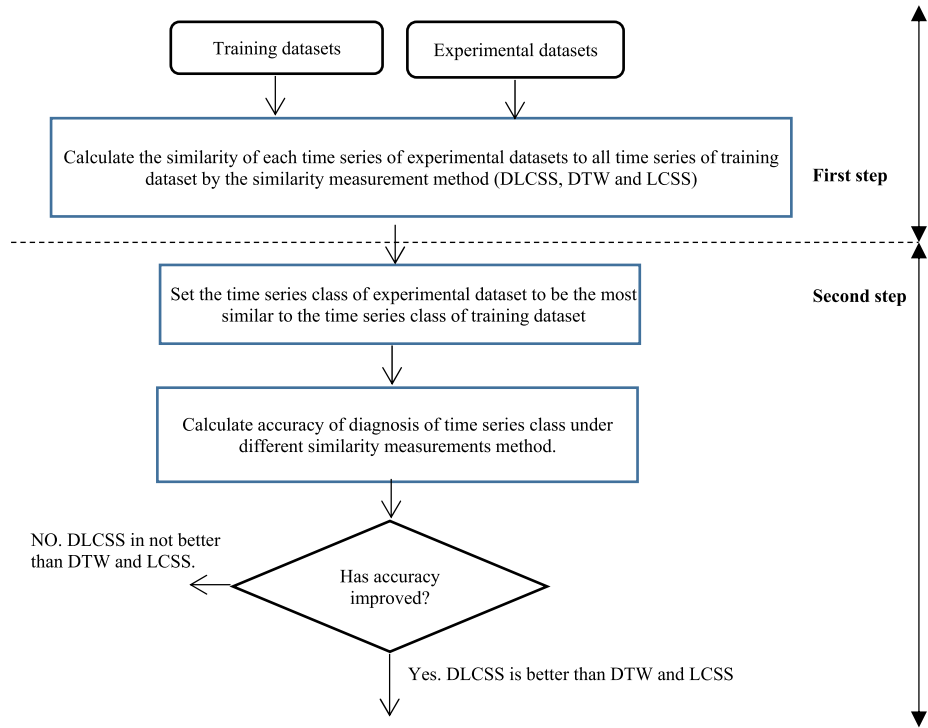 Training datasets
Experimental datasets
Calculate the similarity of each time series of experimental datasets to all time series of training
dataset by the similarity measurement method (DLCSS, DTW and LCSS)
First step
Set the time series class of experimental dataset to be the most
similar to the time series class of training dataset
Second step
Calculate accuracy of diagnosis of time series class under
different similarity measurements method.
NO. DLCSS in not better
than DTW and LCSS.
Has accuracy
improved?
Yes. DLCSS is better than DTW and LCSS